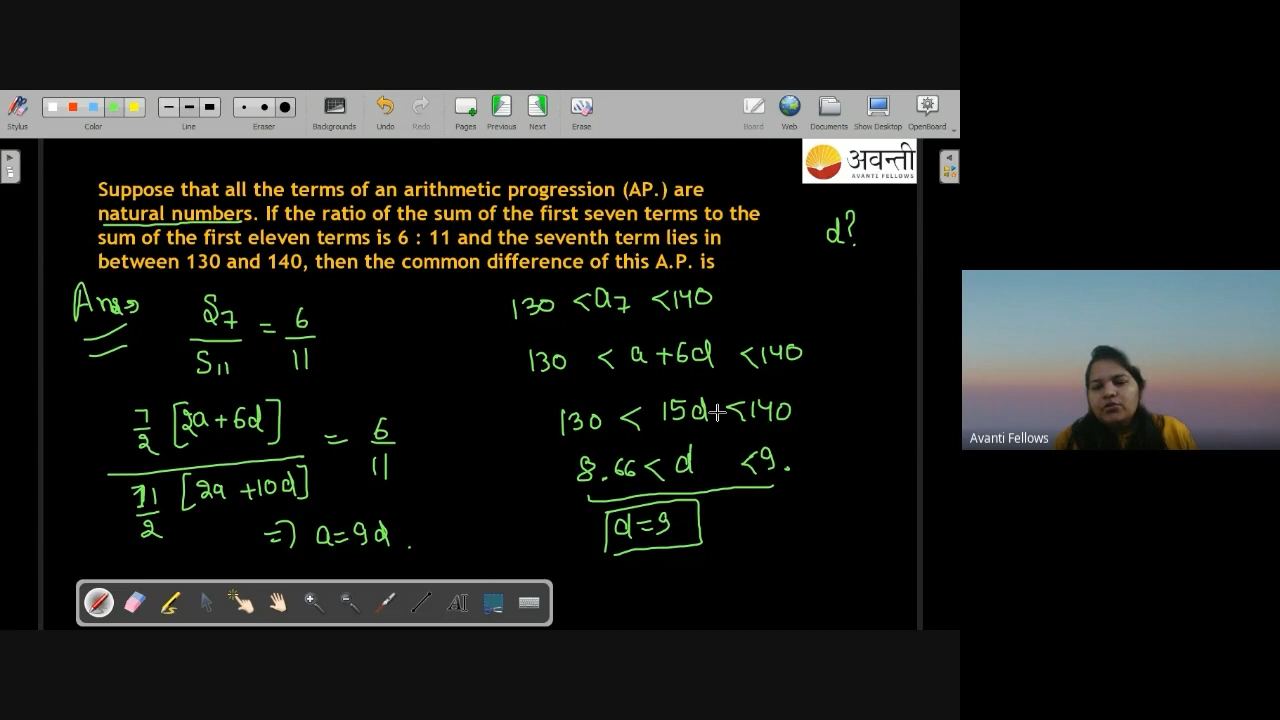 Stylus
Color
Line
Eraser
Backgrounds
Undo
Redo
Pages
Previous
Next
Erase
Board
Web
Documents
Show Desktop
OpenBoard
अवन्ती
AVANTI FELLOWS
Suppose that all the terms of an arithmetic progression (AP.) are
natural numbers. If the ratio of the sum of the first seven terms to the
sum of the first eleven terms is 6 : 11 and the seventh term lies in
between 130 and 140, then the common difference of this A.P. is
d?
Ans→
S7 / S11 = 6 / 11
7/2 [2a+6d] / 11/2 [2a+10d] = 6 / 11
=> a=9d.
130 < a7 < 140
130 < a+6d < 140
130 < 15d < 140
8.66 < d < 9.
d=9
Avanti Fellows